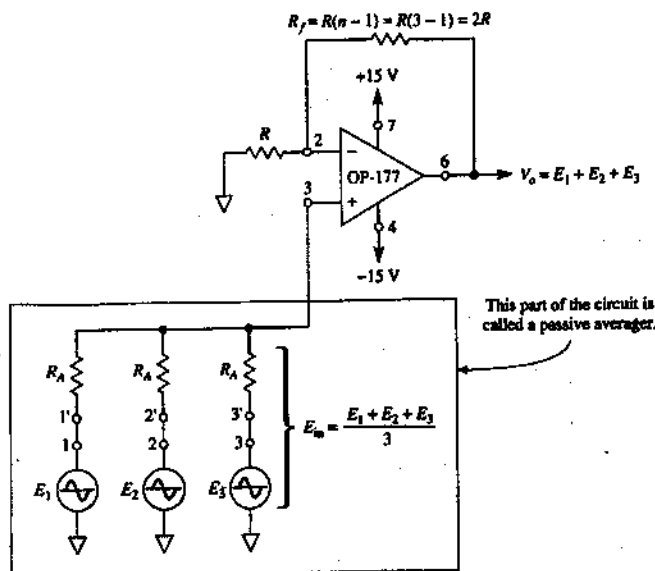 R_f = R(n − 1) = R(3 − 1) = 2R
+15 V
7
R
2
−
OP-177
6
V_o = E_1 + E_2 + E_3
3
+
4
−15 V
This part of the circuit is
called a passive averager.
R_A
R_A
R_A
1'
2'
3'
E_in = (E_1 + E_2 + E_3) / 3
1
2
3
E_1
E_2
E_3